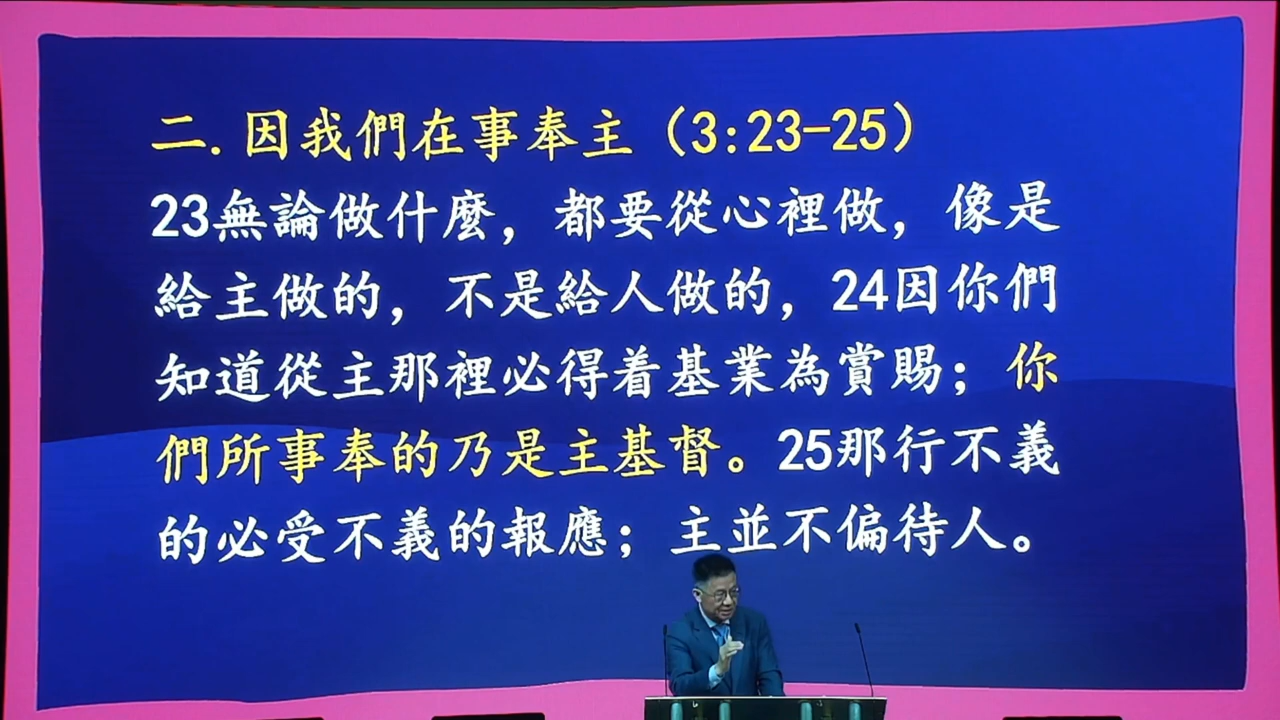 二.因我們在事奉主（3:23-25）
23無論做什麼，都要從心裡做，像是
給主做的，不是給人做的，24因你們
知道從主那裡必得着基業為賞賜；你
們所事奉的乃是主基督。25那行不義
的必受不義的報應；主並不偏待人。